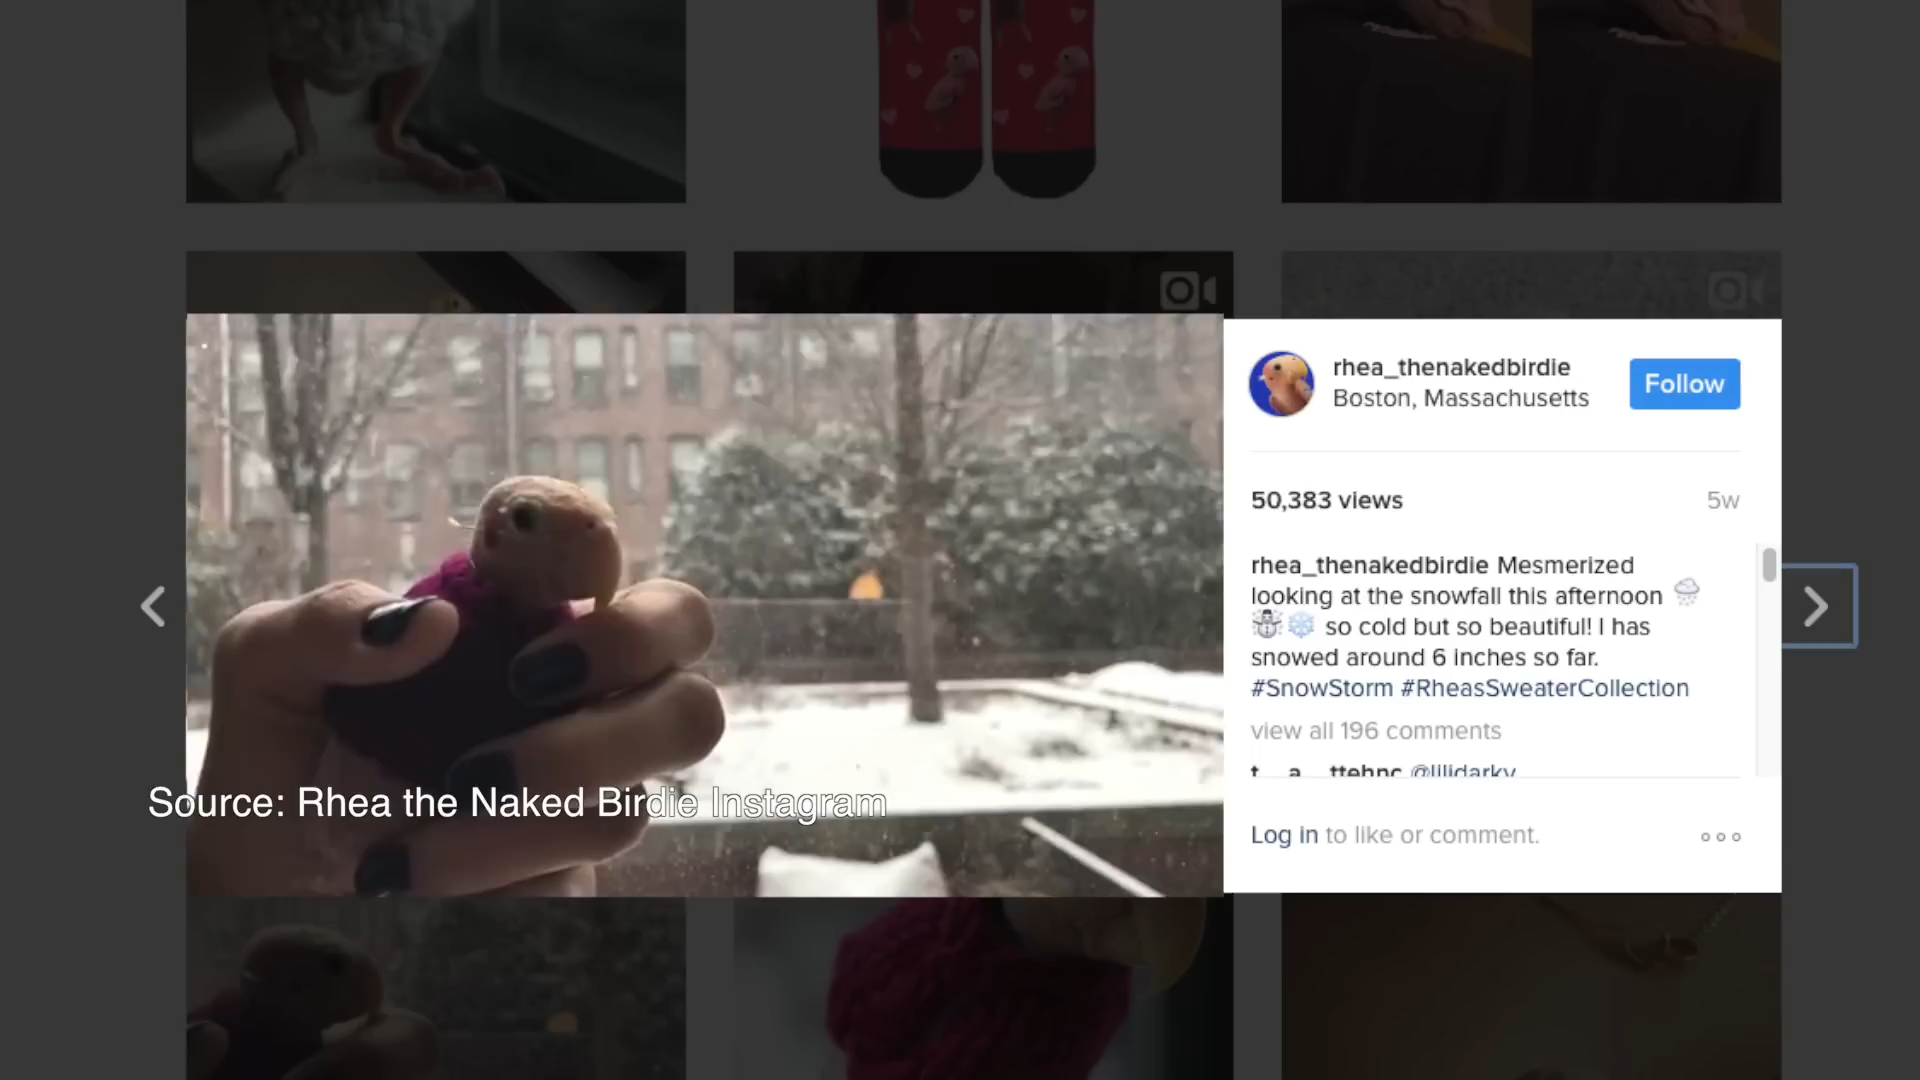 rhea_thenakedbirdie
Boston, Massachusetts
Follow
50,383 views
5w
rhea_thenakedbirdie Mesmerized
looking at the snowfall this afternoon 🌨
☃❄ so cold but so beautiful! I has
snowed around 6 inches so far.
#SnowStorm #RheasSweaterCollection
view all 196 comments
@lilidarky
Source: Rhea the Naked Birdie Instagram
Log in to like or comment.